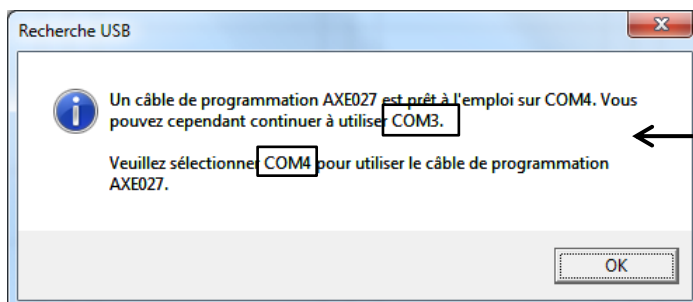 Recherche USB
Un câble de programmation AXE027 est prêt à l'emploi sur COM4. Vous
pouvez cependant continuer à utiliser COM3.
Veuillez sélectionner COM4 pour utiliser le câble de programmation
AXE027.
OK